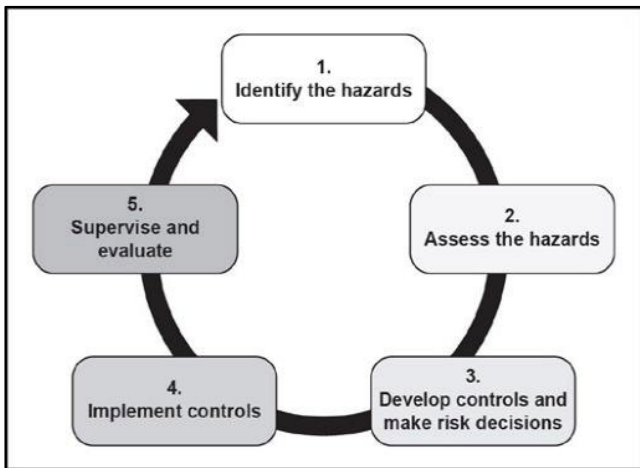 1.
Identify the hazards
2.
Assess the hazards
3.
Develop controls and
make risk decisions
4.
Implement controls
5.
Supervise and
evaluate